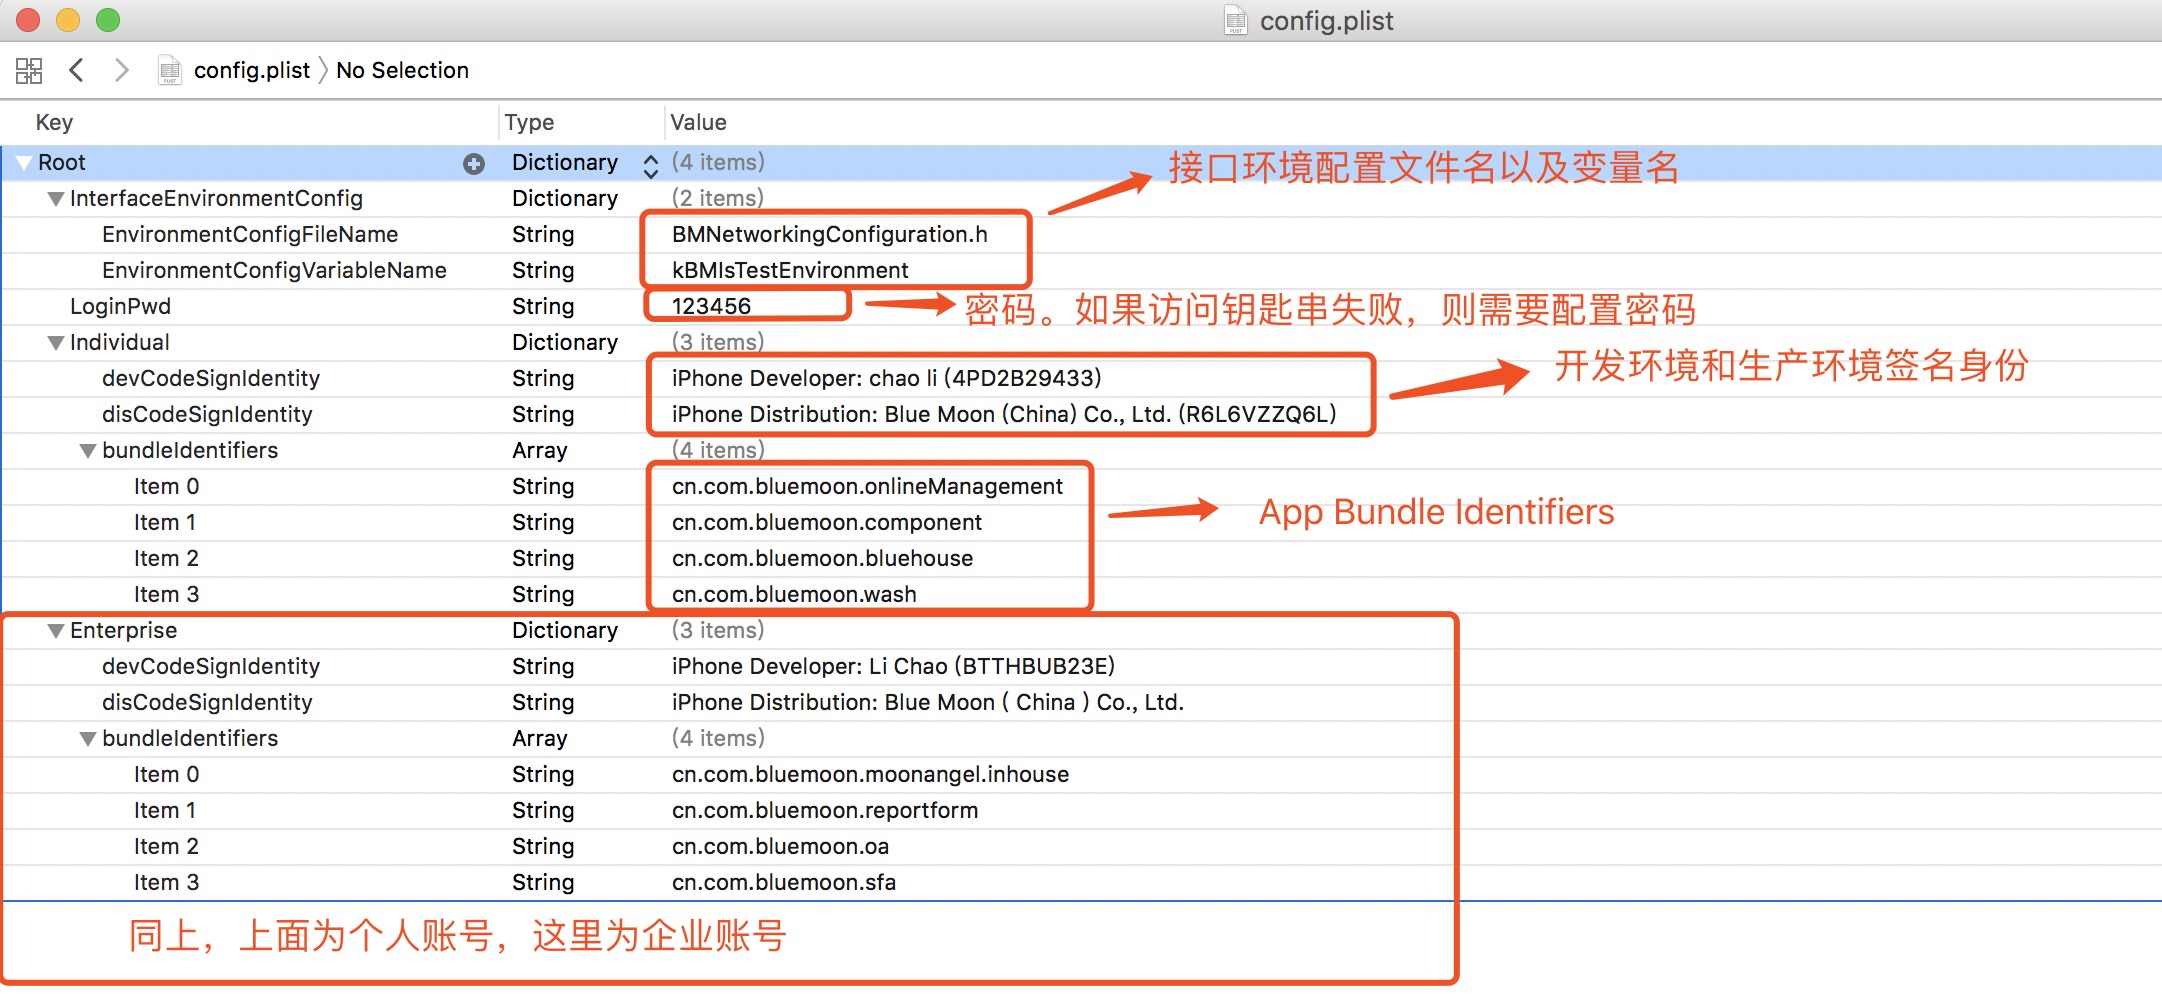 config.plist
config.plist 〉 No Selection
Key Type Value
Root Dictionary (4 items)
接口环境配置文件名以及变量名
InterfaceEnvironmentConfig Dictionary (2 items)
EnvironmentConfigFileName String BMNetworkingConfiguration.h
EnvironmentConfigVariableName String kBMIsTestEnvironment
LoginPwd String 123456
密码。如果访问钥匙串失败，则需要配置密码
Individual Dictionary (3 items)
开发环境和生产环境签名身份
devCodeSignIdentity String iPhone Developer: chao li (4PD2B29433)
disCodeSignIdentity String iPhone Distribution: Blue Moon (China) Co., Ltd. (R6L6VZZQ6L)
bundleIdentifiers Array (4 items)
Item 0 String cn.com.bluemoon.onlineManagement
App Bundle Identifiers
Item 1 String cn.com.bluemoon.component
Item 2 String cn.com.bluemoon.bluehouse
Item 3 String cn.com.bluemoon.wash
Enterprise Dictionary (3 items)
devCodeSignIdentity String iPhone Developer: Li Chao (BTTHBUB23E)
disCodeSignIdentity String iPhone Distribution: Blue Moon ( China ) Co., Ltd.
bundleIdentifiers Array (4 items)
Item 0 String cn.com.bluemoon.moonangel.inhouse
Item 1 String cn.com.bluemoon.reportform
Item 2 String cn.com.bluemoon.oa
Item 3 String cn.com.bluemoon.sfa
同上，上面为个人账号，这里为企业账号